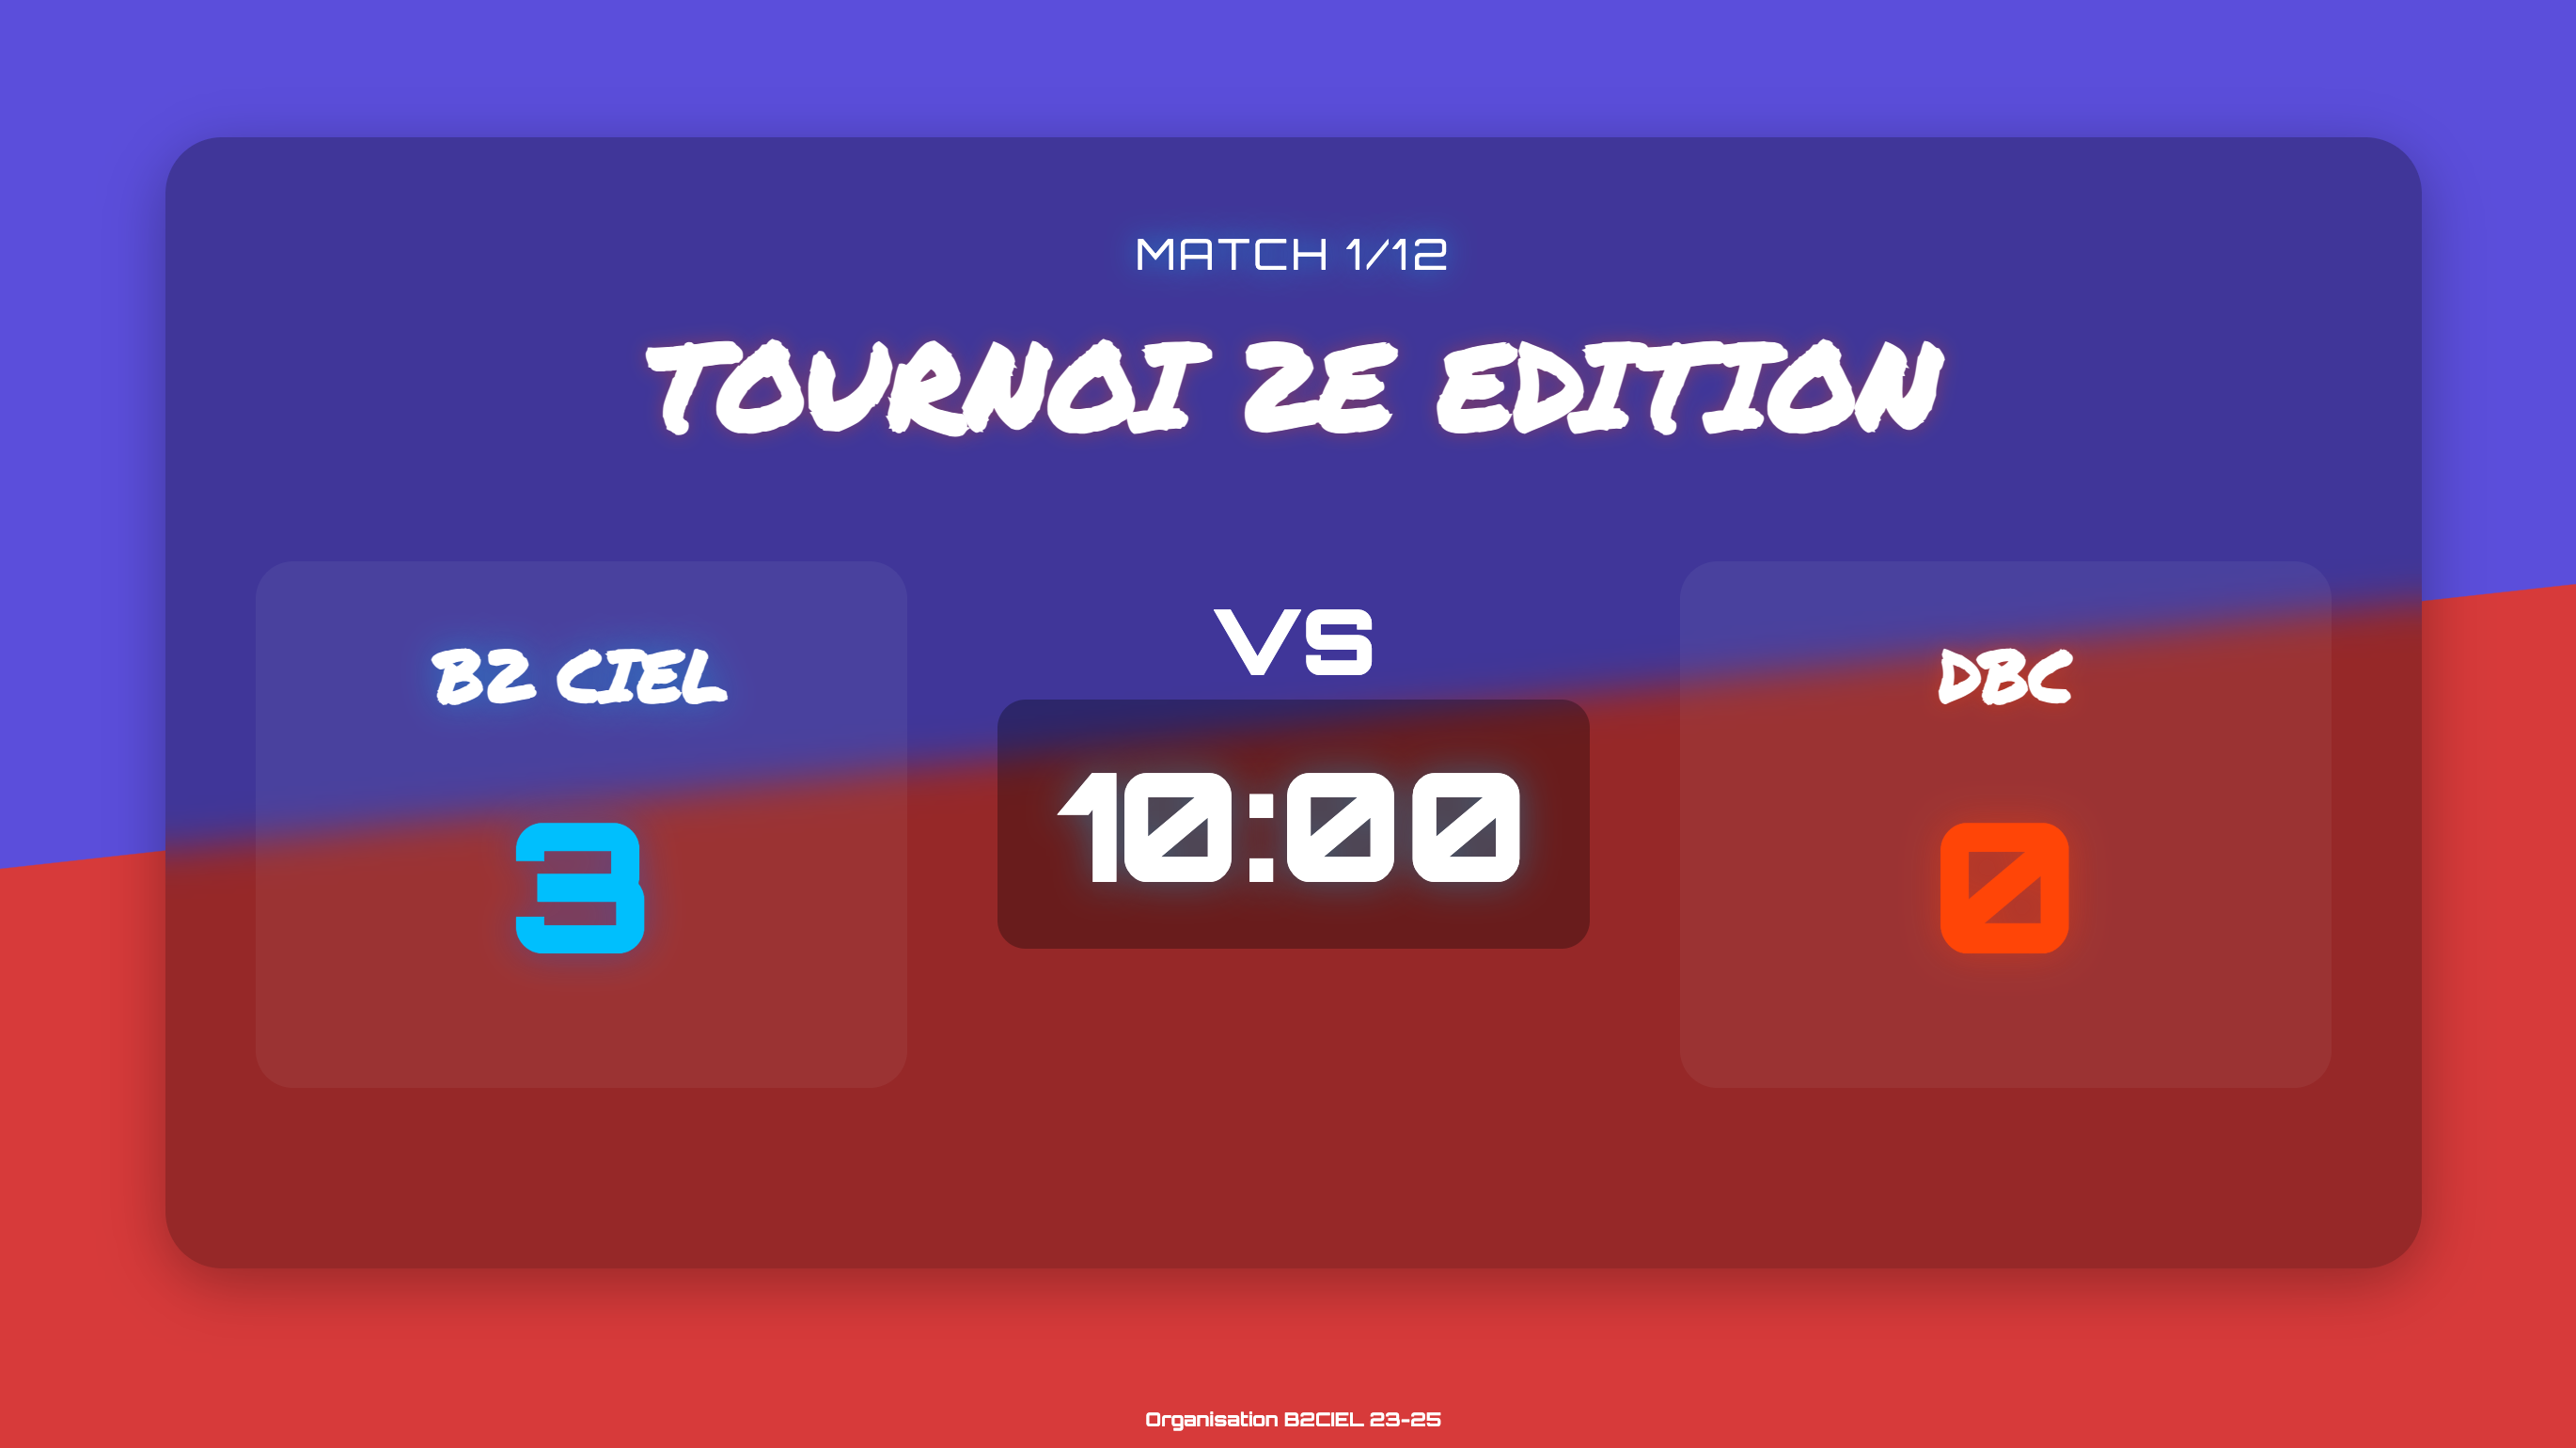 MATCH 1/12
TOURNOI 2E EDITION
B2 CIEL
3
VS
10:00
DBC
0
Organisation B2CIEL 23-25